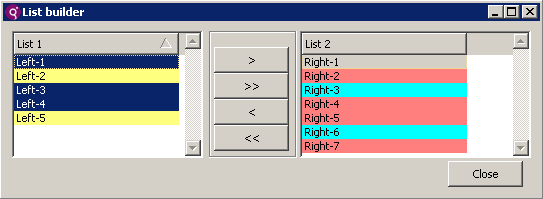 List builder
List 1
Left-1
Left-2
Left-3
Left-4
Left-5
>
>>
<
<<
List 2
Right-1
Right-2
Right-3
Right-4
Right-5
Right-6
Right-7
Close